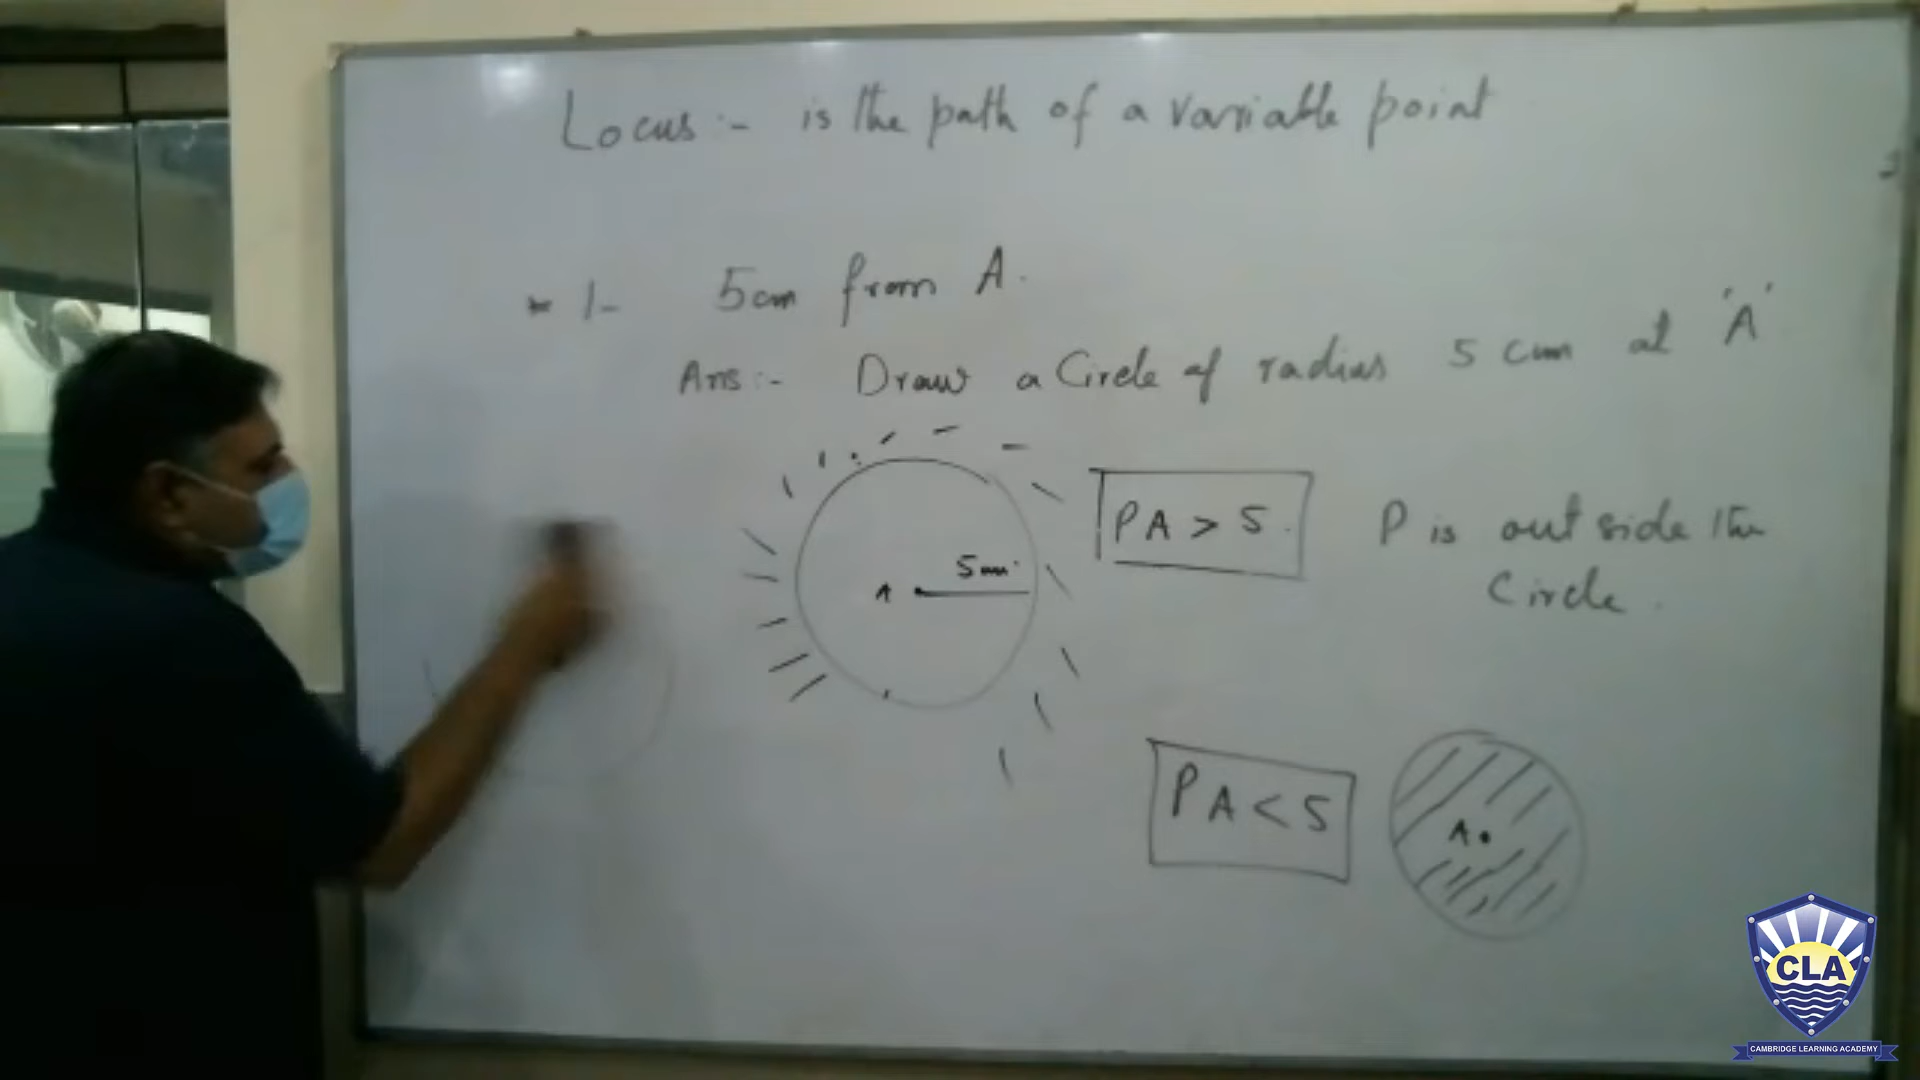 Locus :- is the path of a variable point
1- 5cm from A.
Ans :- Draw a Circle of radius 5 cm at 'A'
PA > 5.
P is outside the
Circle.
5cm.
A
PA < 5
A
CLA
CAMBRIDGE LEARNING ACADEMY